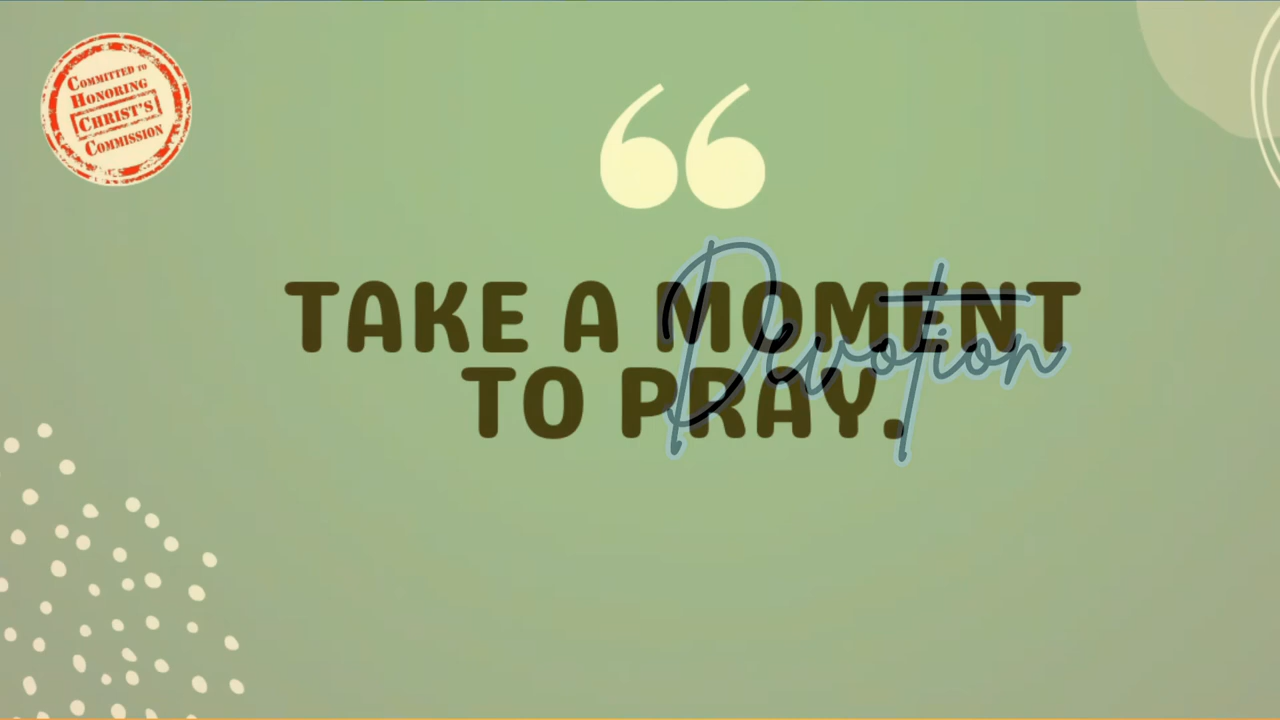 COMMITTED TO
HONORING
CHRIST'S
COMMISSION
“
TAKE A MOMENT
TO PRAY.
Devotion